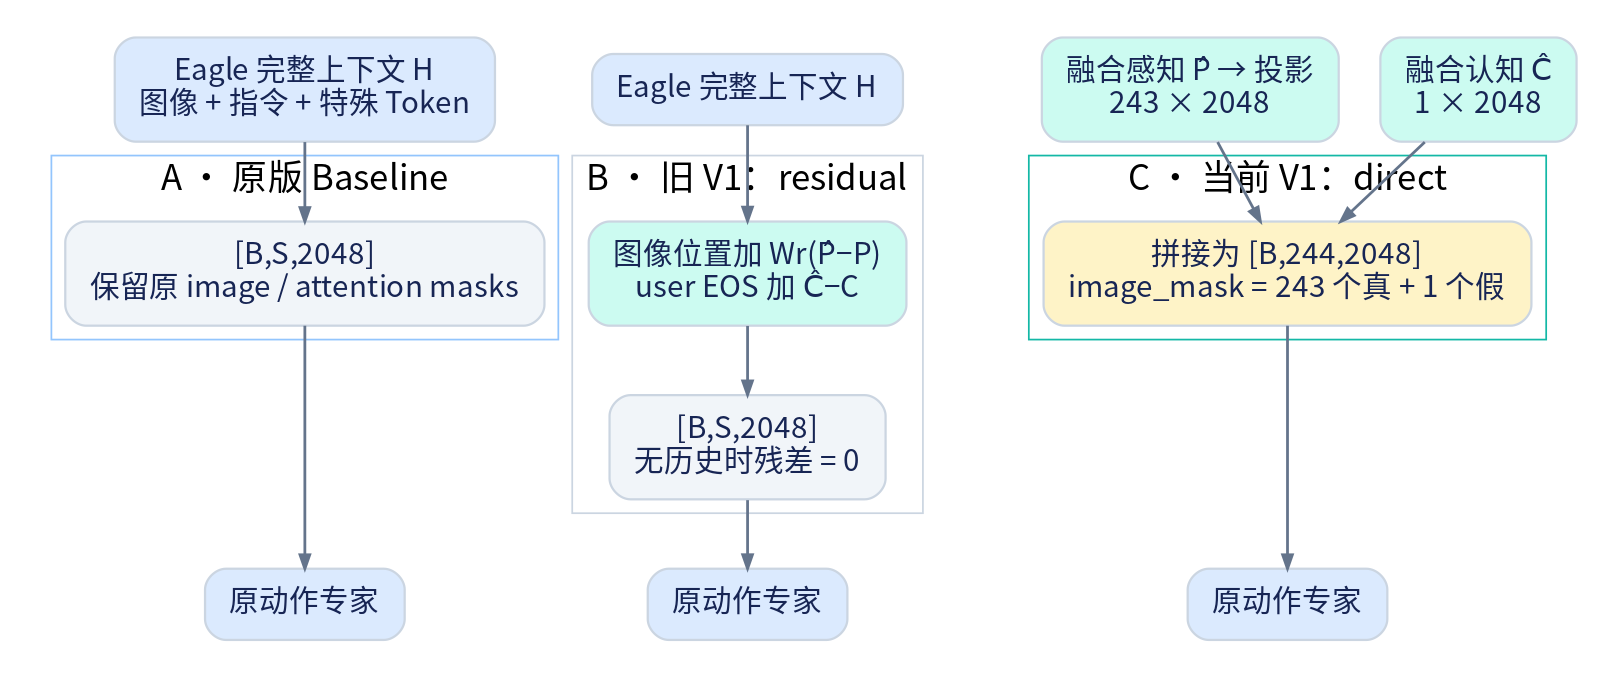 Eagle 完整上下文 H
图像 + 指令 + 特殊 Token
A · 原版 Baseline
[B,S,2048]
保留原 image / attention masks
原动作专家
Eagle 完整上下文 H
B · 旧 V1：residual
图像位置加 Wr(P̂−P)
user EOS 加 Ĉ−C
[B,S,2048]
无历史时残差 = 0
原动作专家
融合感知 P̂ → 投影
243 × 2048
融合认知 Ĉ
1 × 2048
C · 当前 V1：direct
拼接为 [B,244,2048]
image_mask = 243 个真 + 1 个假
原动作专家